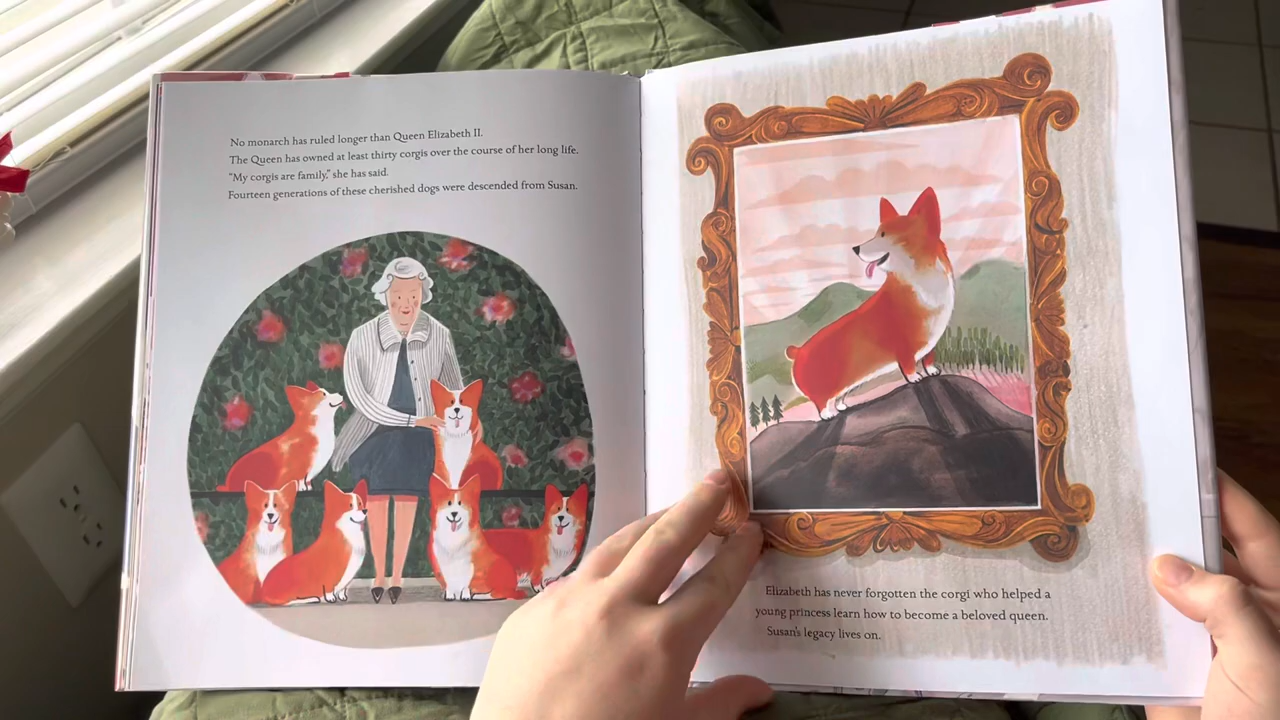 No monarch has ruled longer than Queen Elizabeth II.
The Queen has owned at least thirty corgis over the course of her long life.
"My corgis are family," she has said.
Fourteen generations of these cherished dogs were descended from Susan.
Elizabeth has never forgotten the corgi who helped a
young princess learn how to become a beloved queen.
Susan's legacy lives on.